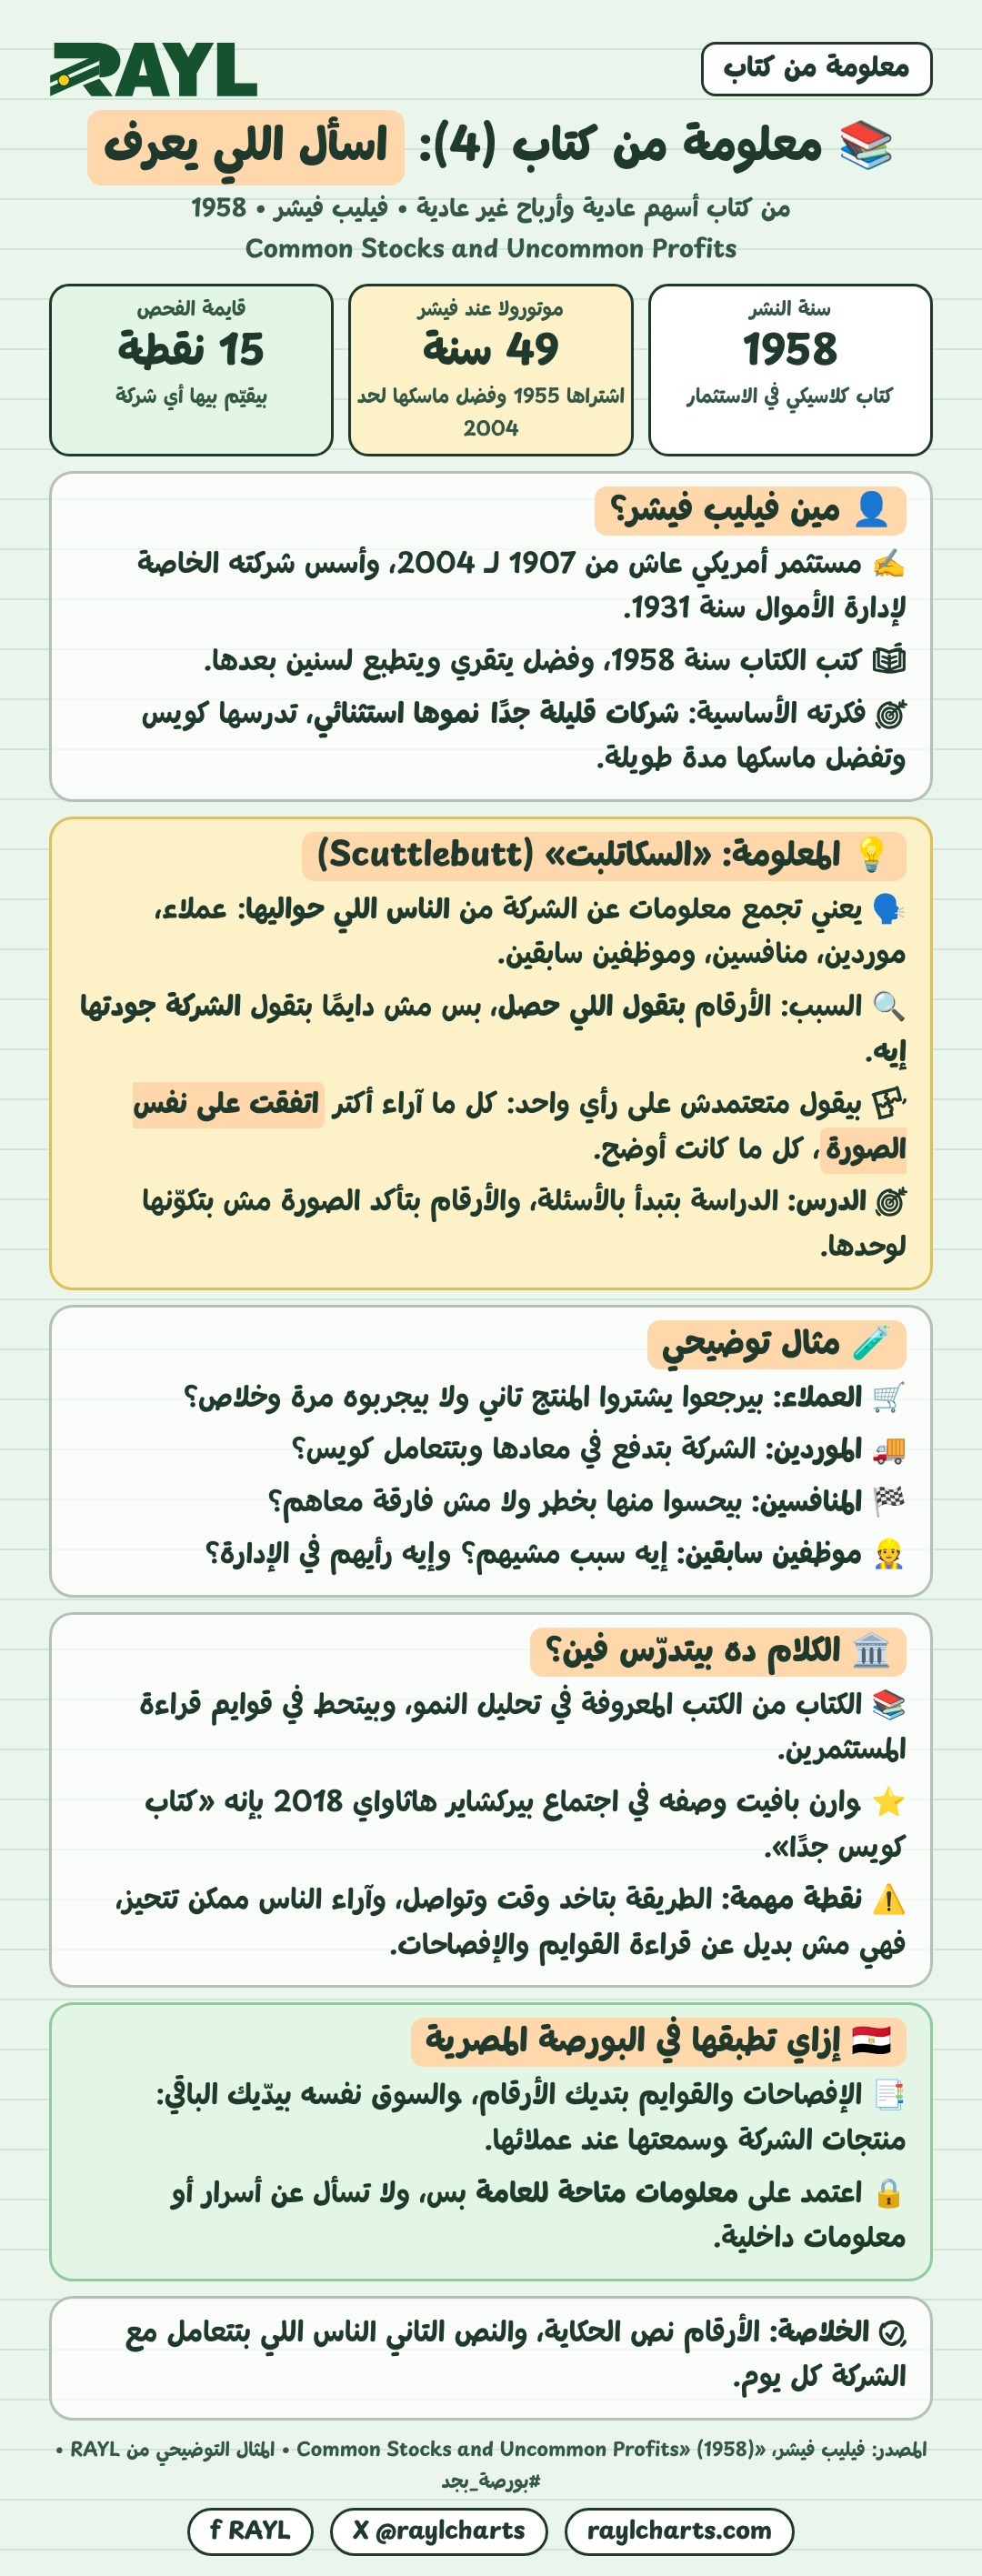 RAYL
معلومة من كتاب
📚 معلومة من كتاب (4): اسأل اللي يعرف
من كتاب أسهم عادية وأرباح غير عادية • فيليب فيشر • 1958
Common Stocks and Uncommon Profits
سنة النشر
1958
كتاب كلاسيكي في الاستثمار
موتورولا عند فيشر
49 سنة
اشتراها 1955 وفضل ماسكها لحد
2004
قايمة الفحص
15 نقطة
بيقيّم بيها أي شركة
👤 مين فيليب فيشر؟
✍️ مستثمر أمريكي عاش من 1907 لـ 2004، وأسس شركته الخاصة
لإدارة الأموال سنة 1931.
📖 كتب الكتاب سنة 1958، وفضل يتقري ويتطبع لسنين بعدها.
🎯 فكرته الأساسية: شركات قليلة جدًا نموها استثنائي، تدرسها كويس
وتفضل ماسكها مدة طويلة.
💡 المعلومة: «السكاتلبت» (Scuttlebutt)
🗣️ يعني تجمع معلومات عن الشركة من الناس اللي حواليها: عملاء،
موردين، منافسين، وموظفين سابقين.
🔍 السبب: الأرقام بتقول اللي حصل، بس مش دايمًا بتقول الشركة جودتها
إيه.
🧩 بيقول متعتمدش على رأي واحد: كل ما آراء أكتر اتفقت على نفس
الصورة، كل ما كانت أوضح.
🎯 الدرس: الدراسة بتبدأ بالأسئلة، والأرقام بتأكد الصورة مش بتكوّنها
لوحدها.
🧪 مثال توضيحي
🛒 العملاء: بيرجعوا يشتروا المنتج تاني ولا بيجربوه مرة وخلاص؟
🚚 الموردين: الشركة بتدفع في معادها وبتتعامل كويس؟
🏁 المنافسين: بيحسوا منها بخطر ولا مش فارقة معاهم؟
👷 موظفين سابقين: إيه سبب مشيهم؟ وإيه رأيهم في الإدارة؟
🏛️ الكلام ده بيتدرّس فين؟
📚 الكتاب من الكتب المعروفة في تحليل النمو، وبيتحط في قوايم قراءة
المستثمرين.
⭐ وارن بافيت وصفه في اجتماع بيركشاير هاثاواي 2018 بإنه «كتاب
كويس جدًا».
⚠️ نقطة مهمة: الطريقة بتاخد وقت وتواصل، وآراء الناس ممكن تتحيز،
فهي مش بديل عن قراءة القوايم والإفصاحات.
🇪🇬 إزاي تطبقها في البورصة المصرية
📑 الإفصاحات والقوايم بتديك الأرقام، والسوق نفسه بيدّيك الباقي:
منتجات الشركة وسمعتها عند عملائها.
🔒 اعتمد على معلومات متاحة للعامة بس، ولا تسأل عن أسرار أو
معلومات داخلية.
الخلاصة: الأرقام نص الحكاية، والنص التاني الناس اللي بتتعامل مع
الشركة كل يوم.
المصدر: فيليب فيشر، «Common Stocks and Uncommon Profits» (1958) • المثال التوضيحي من RAYL •
#بورصة_بجد
f RAYL
X @raylcharts
raylcharts.com